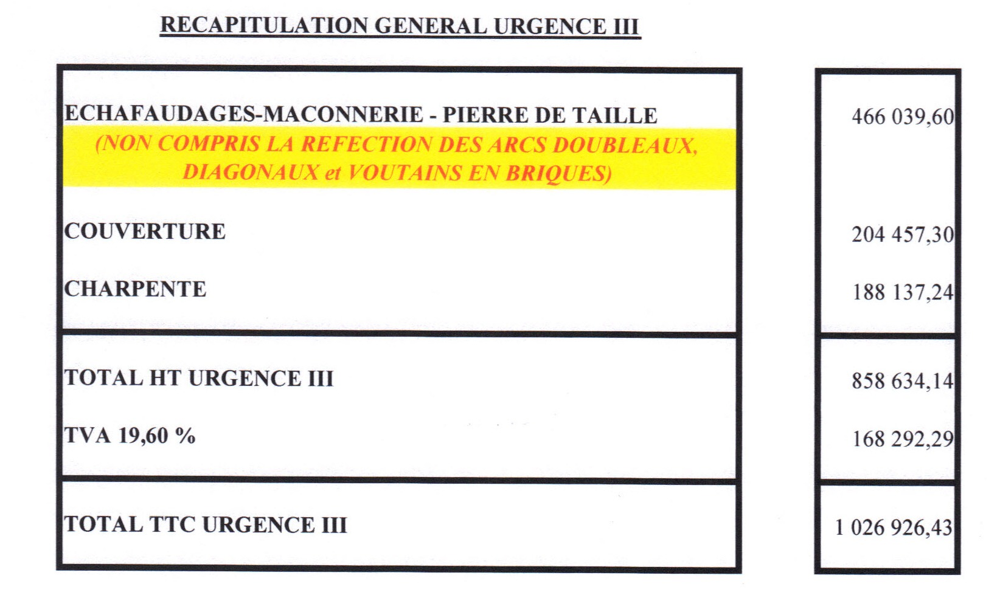 RECAPITULATION GENERAL URGENCE III
ECHAFAUDAGES-MACONNERIE - PIERRE DE TAILLE 466 039,60
(NON COMPRIS LA REFECTION DES ARCS DOUBLEAUX,
DIAGONAUX et VOUTAINS EN BRIQUES)
COUVERTURE 204 457,30
CHARPENTE 188 137,24
TOTAL HT URGENCE III 858 634,14
TVA 19,60 % 168 292,29
TOTAL TTC URGENCE III 1 026 926,43